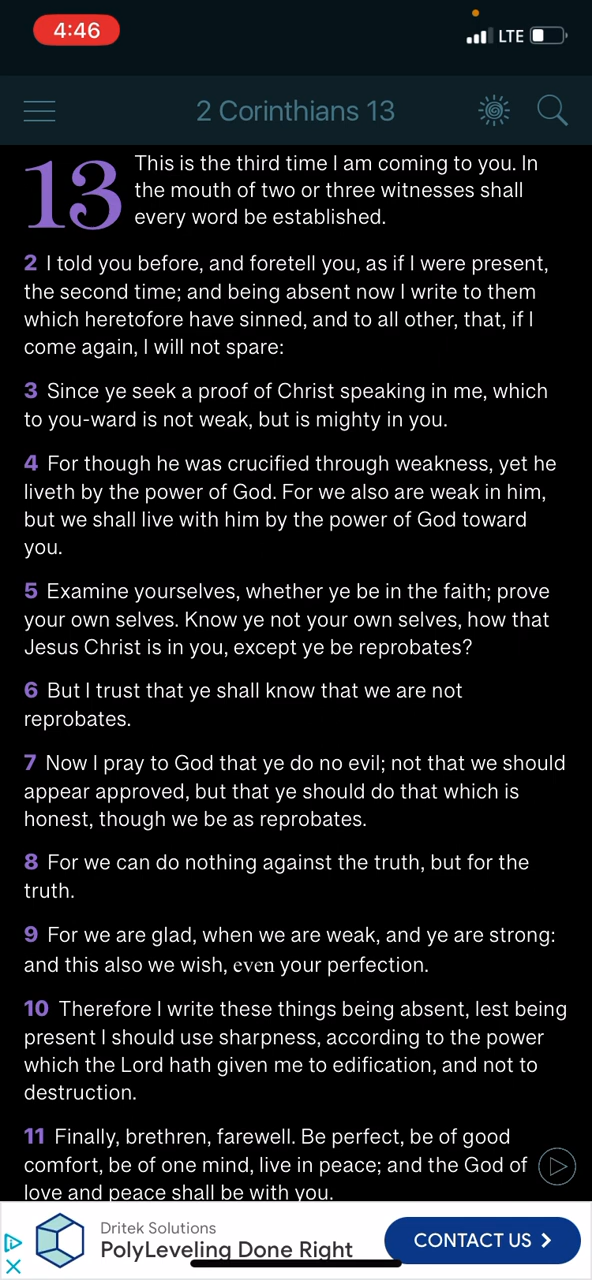 4:46
LTE
2 Corinthians 13
13 This is the third time I am coming to you. In
the mouth of two or three witnesses shall
every word be established.
2 I told you before, and foretell you, as if I were present,
the second time; and being absent now I write to them
which heretofore have sinned, and to all other, that, if I
come again, I will not spare:
3 Since ye seek a proof of Christ speaking in me, which
to you-ward is not weak, but is mighty in you.
4 For though he was crucified through weakness, yet he
liveth by the power of God. For we also are weak in him,
but we shall live with him by the power of God toward
you.
5 Examine yourselves, whether ye be in the faith; prove
your own selves. Know ye not your own selves, how that
Jesus Christ is in you, except ye be reprobates?
6 But I trust that ye shall know that we are not
reprobates.
7 Now I pray to God that ye do no evil; not that we should
appear approved, but that ye should do that which is
honest, though we be as reprobates.
8 For we can do nothing against the truth, but for the
truth.
9 For we are glad, when we are weak, and ye are strong:
and this also we wish, even your perfection.
10 Therefore I write these things being absent, lest being
present I should use sharpness, according to the power
which the Lord hath given me to edification, and not to
destruction.
11 Finally, brethren, farewell. Be perfect, be of good
comfort, be of one mind, live in peace; and the God of
love and peace shall be with you.
Dritek Solutions
PolyLeveling Done Right
CONTACT US